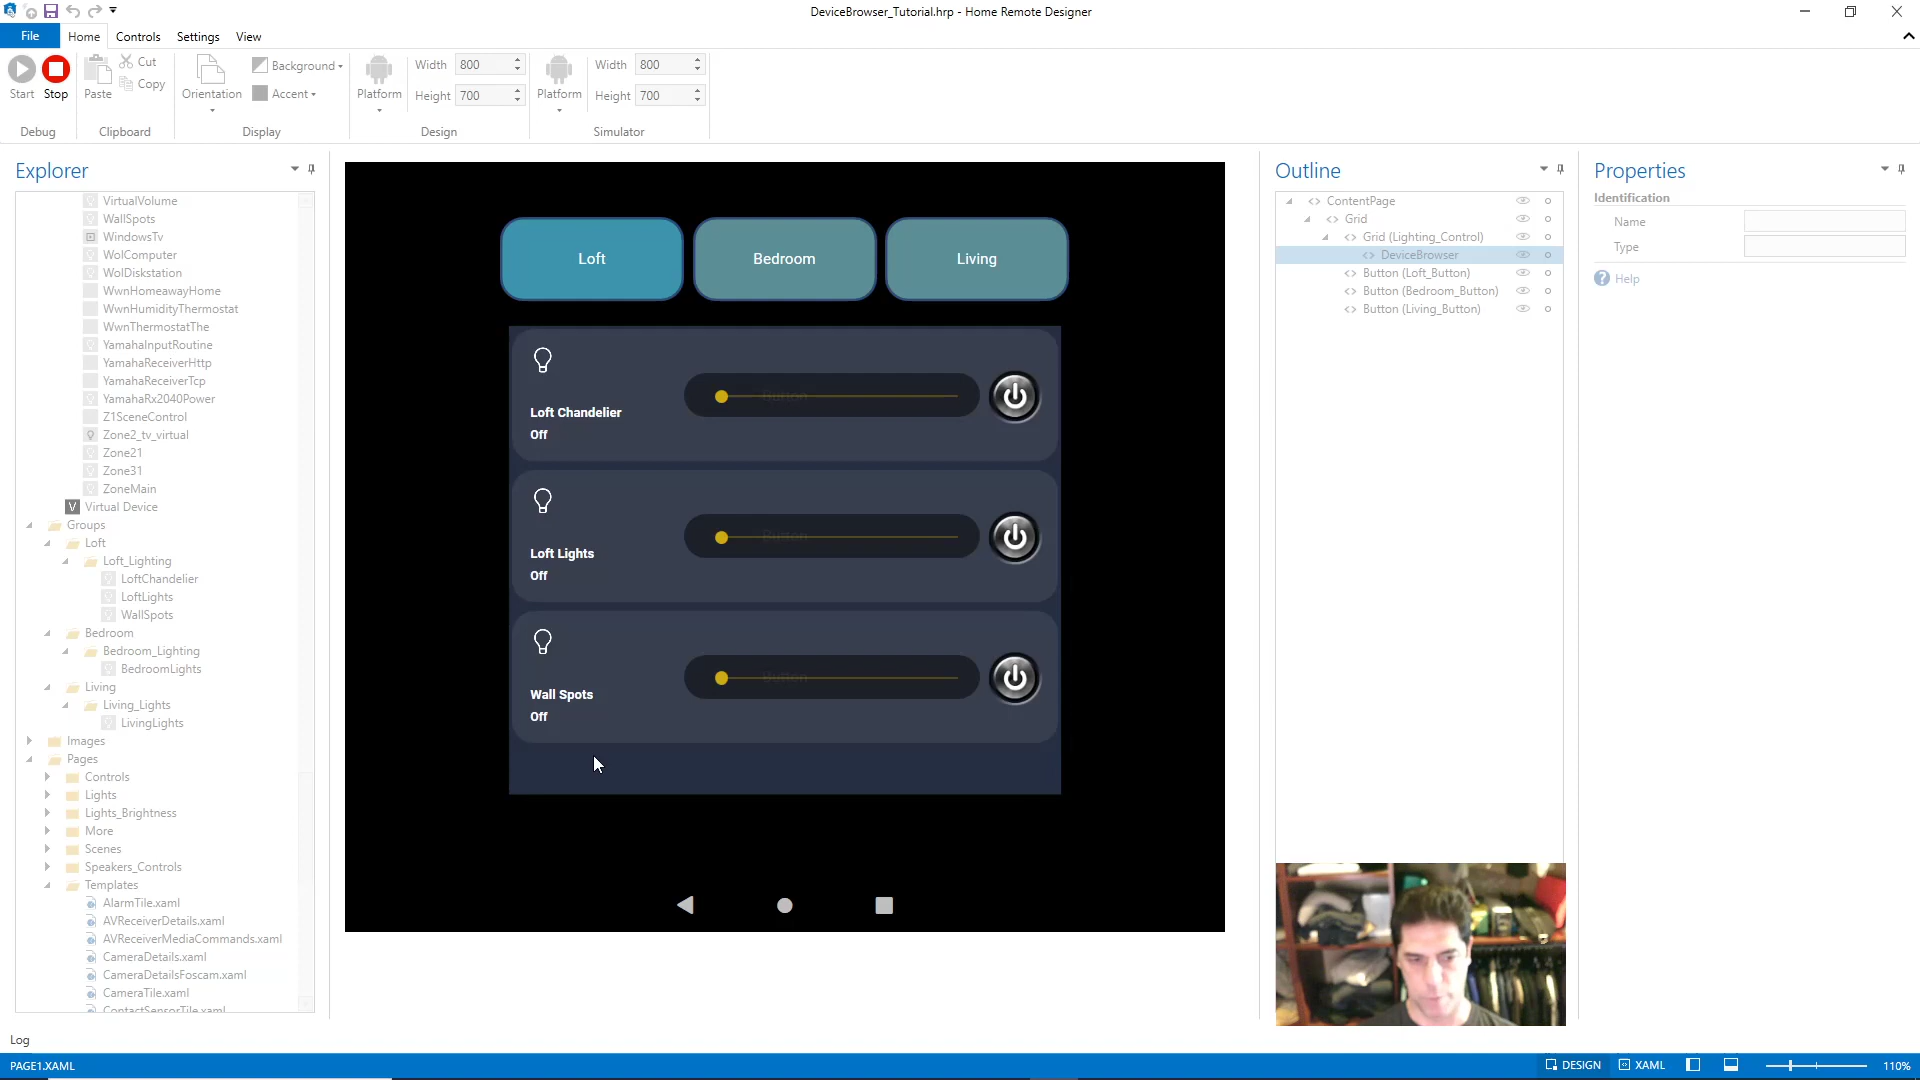 DeviceBrowser_Tutorial.hrp - Home Remote Designer
File Home Controls Settings View
Start Stop
Debug
Paste Cut Copy
Clipboard
Orientation Background Accent
Display
Platform Width 800 Height 700
Design
Platform Width 800 Height 700
Simulator
Explorer
VirtualVolume
WallSpots
WindowsTv
WolComputer
WolDiskstation
WwnHomeawayHome
WwnHumidityThermostat
WwnThermostatThe
YamahaInputRoutine
YamahaReceiverHttp
YamahaReceiverTcp
YamahaRx2040Power
Z1SceneControl
Zone2_tv_virtual
Zone21
Zone31
ZoneMain
V Virtual Device
Groups
Loft
Loft_Lighting
LoftChandelier
LoftLights
WallSpots
Bedroom
Bedroom_Lighting
BedroomLights
Living
Living_Lights
LivingLights
Images
Pages
Controls
Lights
Lights_Brightness
More
Scenes
Speakers_Controls
Templates
AlarmTile.xaml
AVReceiverDetails.xaml
AVReceiverMediaCommands.xaml
CameraDetails.xaml
CameraDetailsFoscam.xaml
CameraTile.xaml
ContactSensorTile.xaml
Loft Bedroom Living
Button
Loft Chandelier
Off
Button
Loft Lights
Off
Button
Wall Spots
Off
Outline
ContentPage
Grid
Grid (Lighting_Control)
DeviceBrowser
Button (Loft_Button)
Button (Bedroom_Button)
Button (Living_Button)
Properties
Identification
Name
Type
? Help
Log
PAGE1.XAML DESIGN XAML 110%